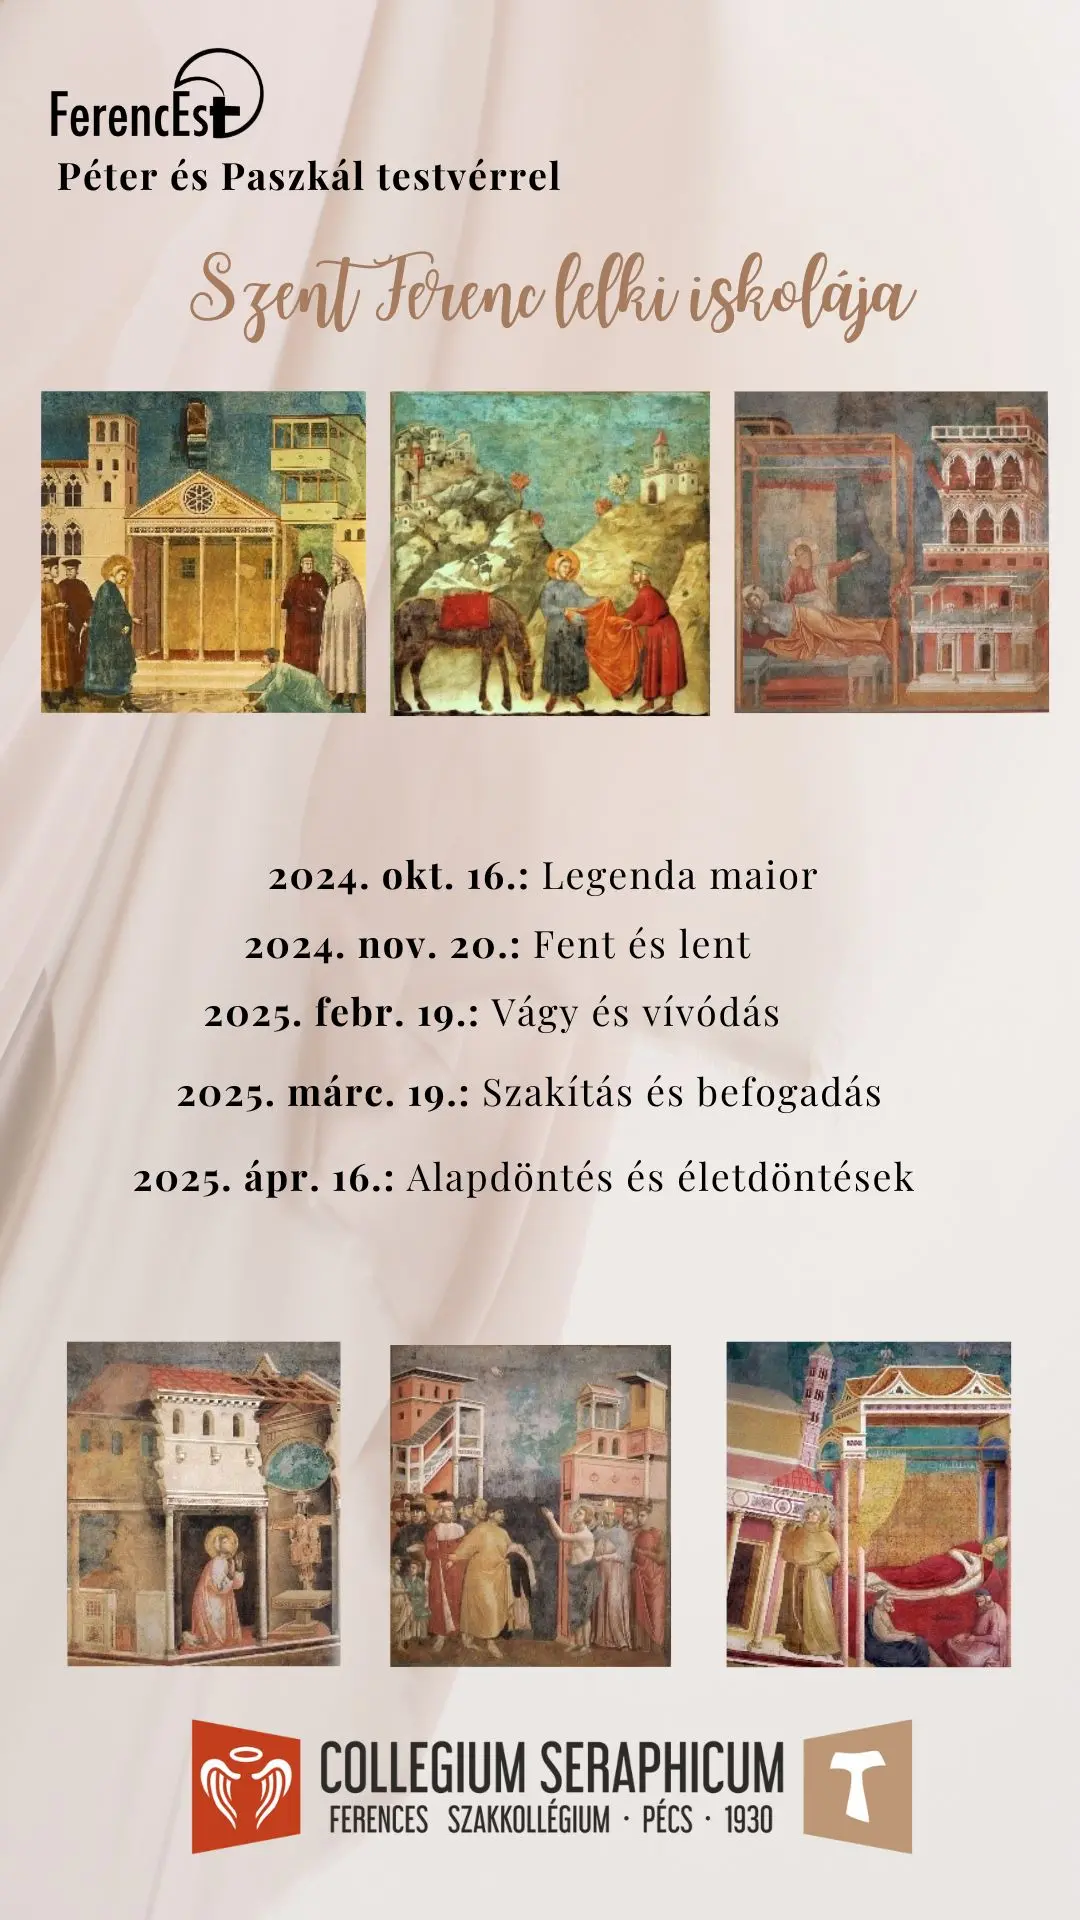 FerencEst
Péter és Paszkál testvérrel
Szent Ferenc lelki iskolája
2024. okt. 16.: Legenda maior
2024. nov. 20.: Fent és lent
2025. febr. 19.: Vágy és vívódás
2025. márc. 19.: Szakítás és befogadás
2025. ápr. 16.: Alapdöntés és életdöntések
COLLEGIUM SERAPHICUM
FERENCES SZAKKOLLÉGIUM · PÉCS · 1930